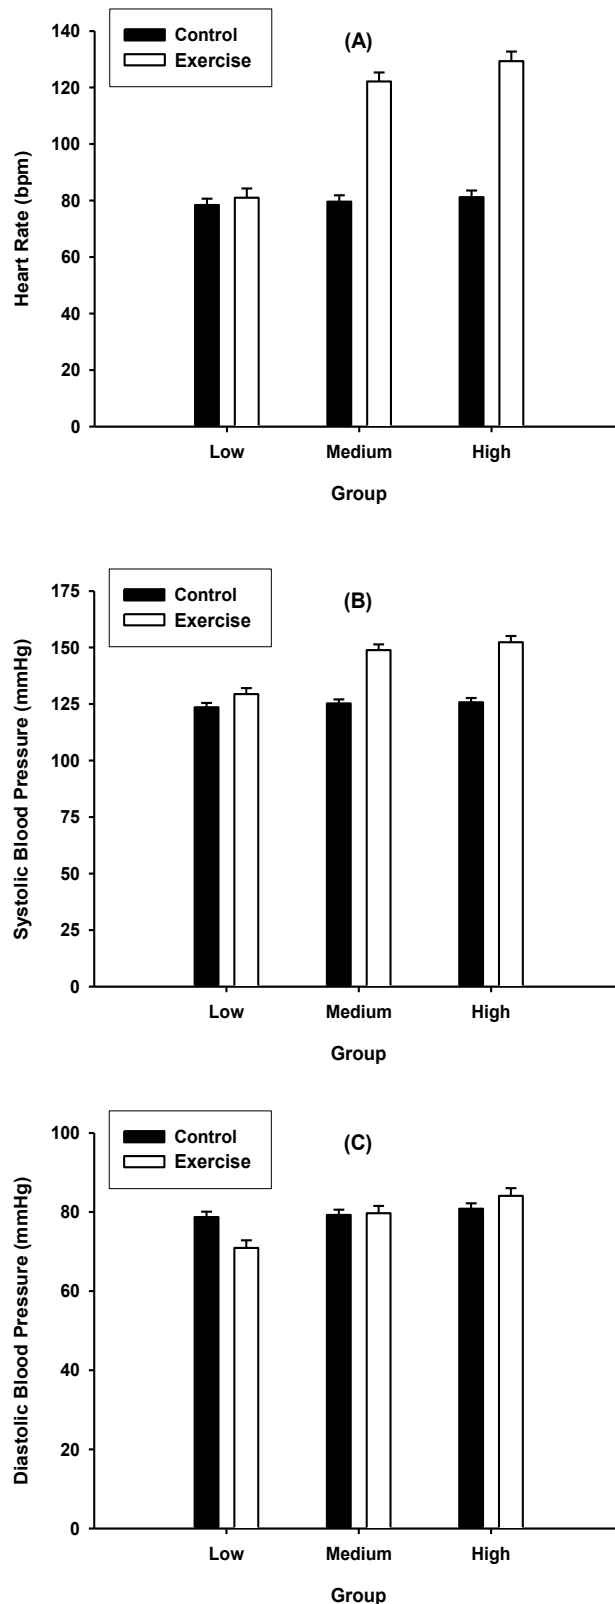 Control
Exercise
(A)
Heart Rate (bpm)
140
120
100
80
60
40
20
0
Low Medium High
Group
Control
Exercise
(B)
Systolic Blood Pressure (mmHg)
175
150
125
100
75
50
25
0
Low Medium High
Group
Control
Exercise
(C)
Diastolic Blood Pressure (mmHg)
100
80
60
40
20
0
Low Medium High
Group